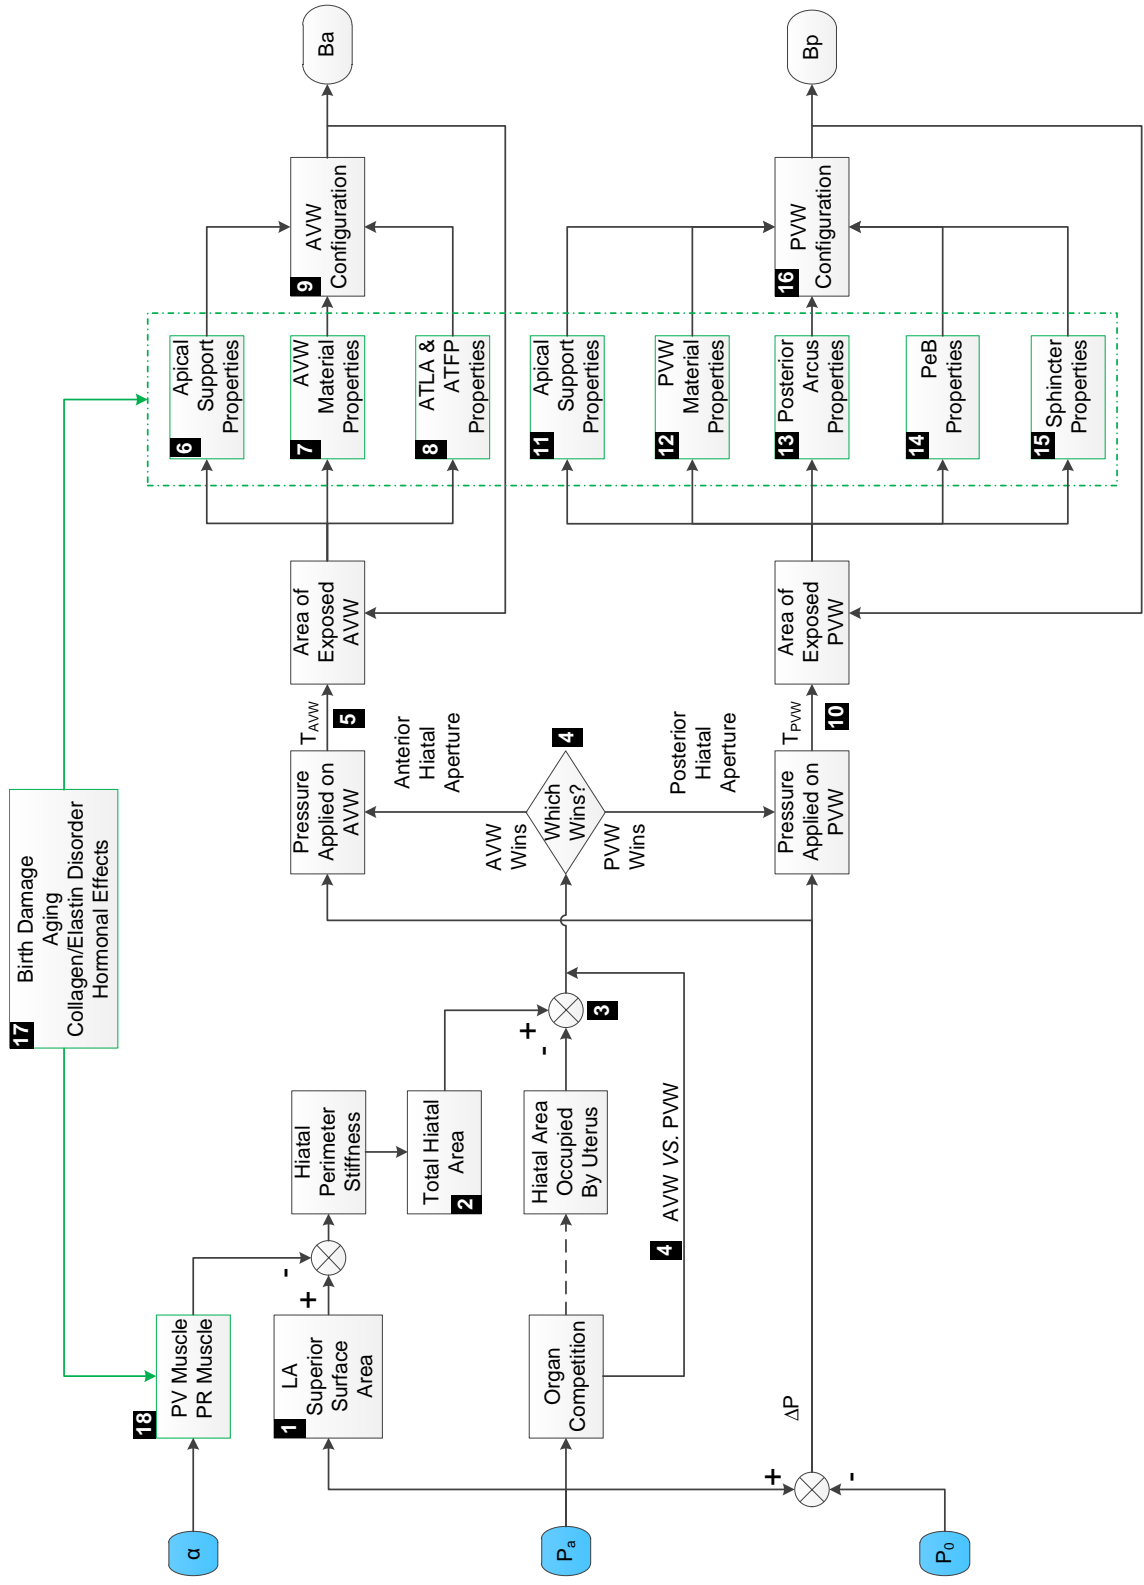 17
Birth Damage
Aging
Collagen/Elastin Disorder
Hormonal Effects
α
18
PV Muscle
PR Muscle
-
+
1
LA
Superior
Surface
Area
Hiatal
Perimeter
Stiffness
Total Hiatal
Area
2
Pa
Organ
Competition
Hiatal Area
Occupied
By Uterus
+
-
3
4
AVW VS. PVW
P0
+
-
ΔP
Which
Wins?
4
AVW
Wins
PVW
Wins
Anterior
Hiatal
Aperture
Posterior
Hiatal
Aperture
Pressure
Applied on
AVW
TAVW
5
Area of
Exposed
AVW
6
Apical
Support
Properties
7
AVW
Material
Properties
8
ATLA &
ATFP
Properties
9
AVW
Configuration
Ba
Pressure
Applied on
PVW
TPVW
10
Area of
Exposed
PVW
11
Apical
Support
Properties
12
PVW
Material
Properties
13
Posterior
Arcus
Properties
14
PeB
Properties
15
Sphincter
Properties
16
PVW
Configuration
Bp